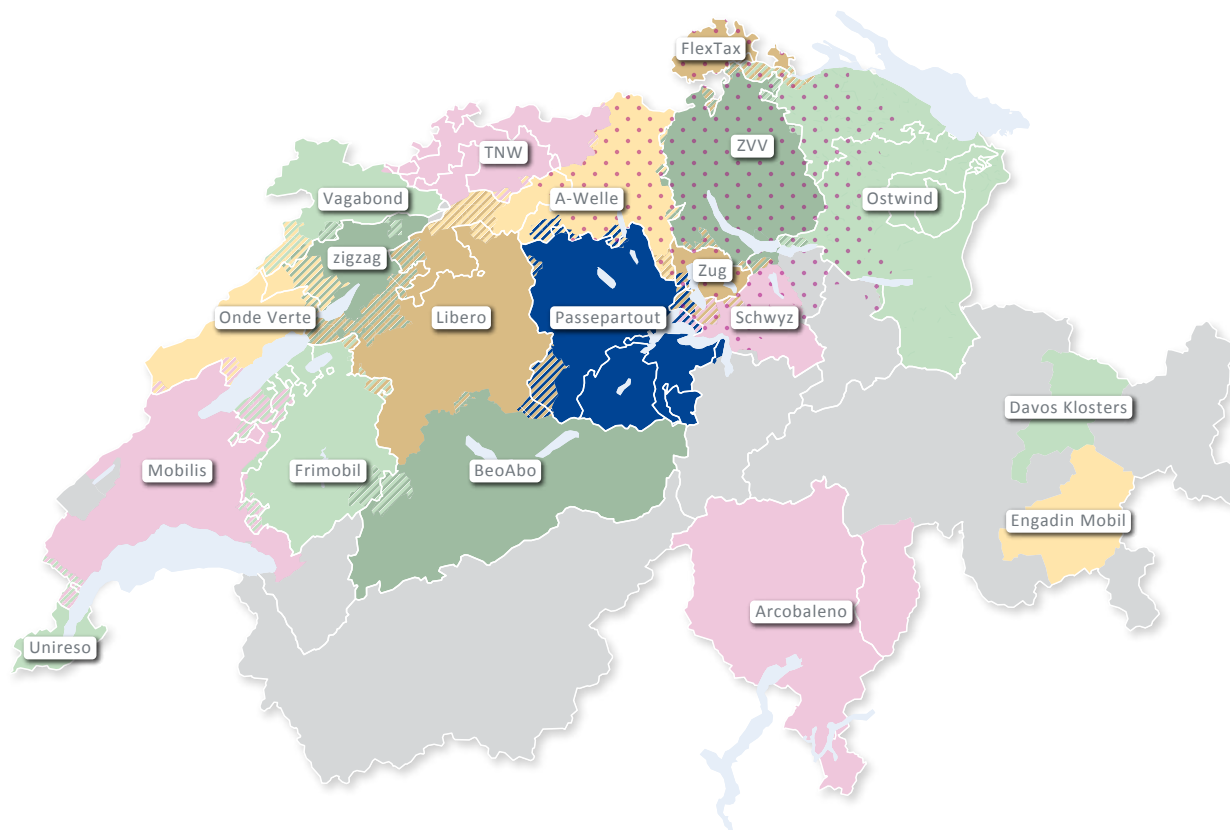 FlexTax
TNW
ZVV
Vagabond
A-Welle
Ostwind
zigzag
Zug
Onde Verte
Libero
Passepartout
Schwyz
Davos Klosters
Mobilis
Frimobil
BeoAbo
Engadin Mobil
Arcobaleno
Unireso